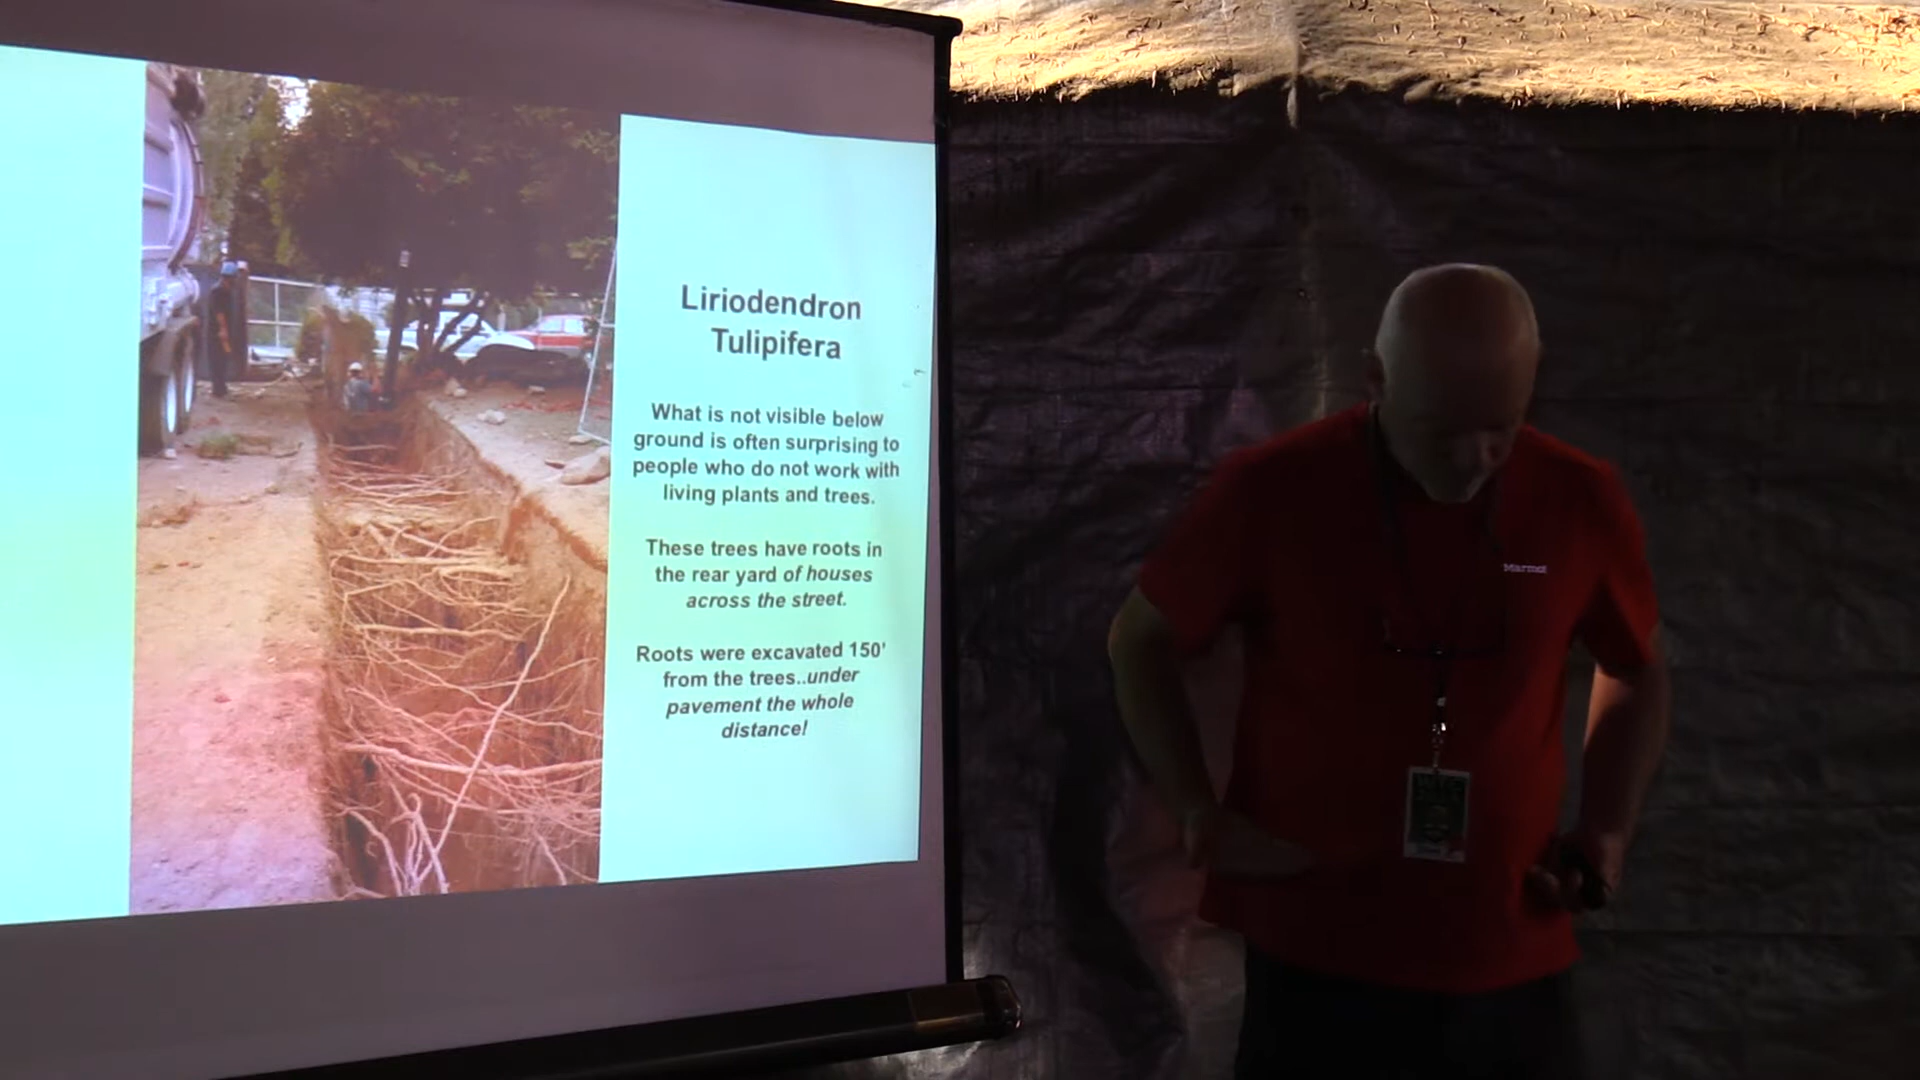 Liriodendron
Tulipifera
What is not visible below
ground is often surprising to
people who do not work with
living plants and trees.
These trees have roots in
the rear yard of houses
across the street.
Roots were excavated 150'
from the trees..under
pavement the whole
distance!
Marmot